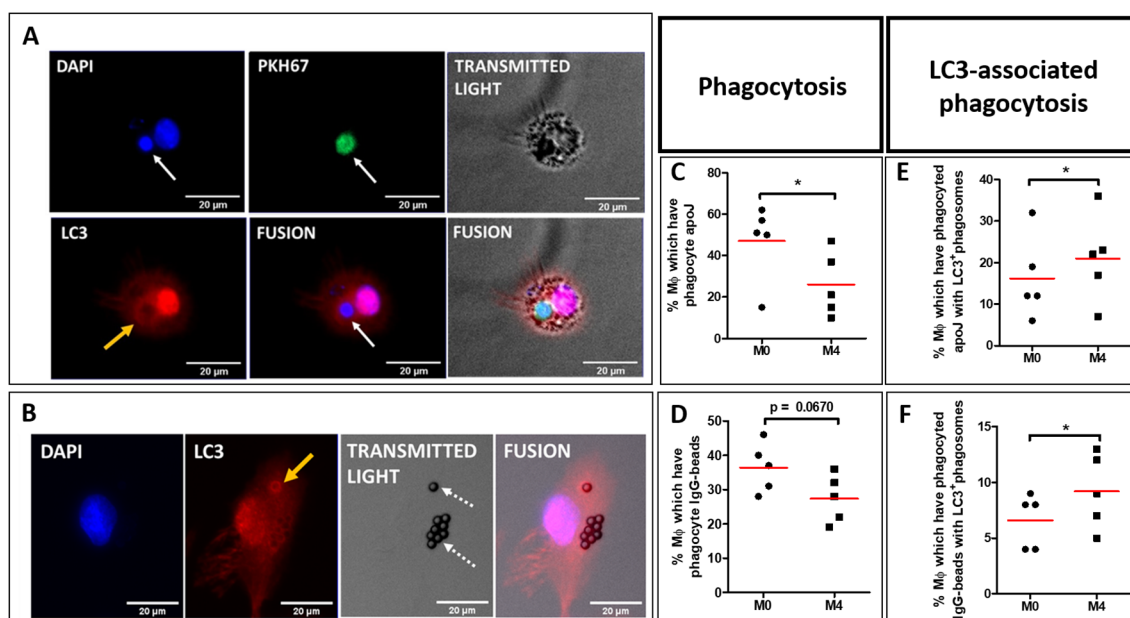 A
DAPI
PKH67
TRANSMITTED
LIGHT
20 µm
20 µm
20 µm
LC3
FUSION
FUSION
20 µm
20 µm
20 µm
B
DAPI
LC3
TRANSMITTED
LIGHT
FUSION
20 µm
20 µm
20 µm
20 µm
Phagocytosis
LC3-associated
phagocytosis
C
% Mϕ which have
phagocyte apoJ
80
60
40
20
0
*
M0
M4
E
% Mϕ which have phagocyted
apoJ with LC3⁺phagosomes
40
30
20
10
0
*
M0
M4
D
% Mϕ which have
phagocyte IgG-beads
50
40
30
20
10
0
p = 0.0670
M0
M4
F
% Mϕ which have phagocyted
IgG-beads with LC3⁺phagosomes
15
10
5
0
*
M0
M4